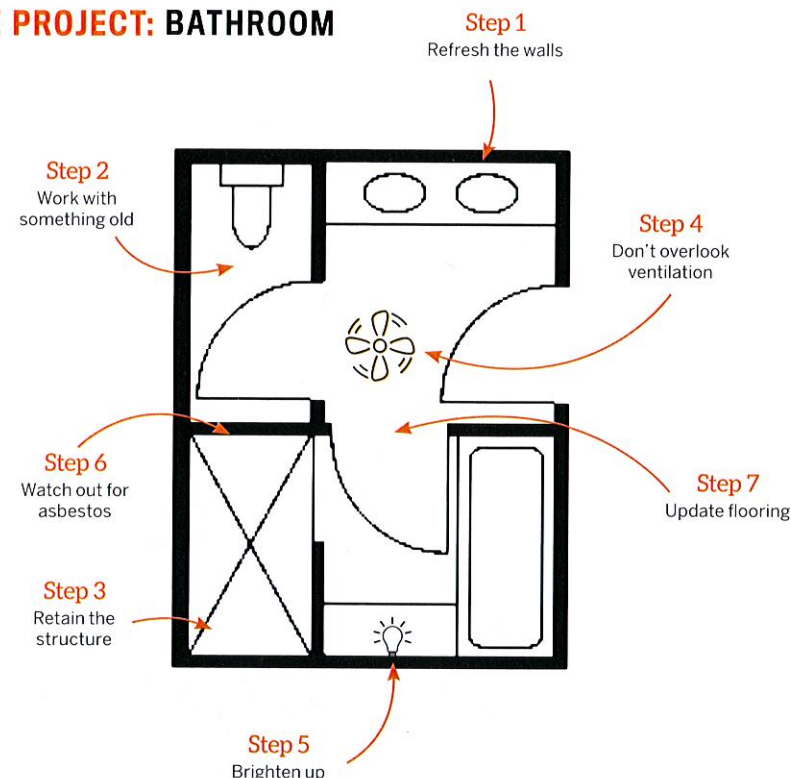 PROJECT: BATHROOM
Step 1
Refresh the walls
Step 2
Work with
something old
Step 4
Don't overlook
ventilation
Step 6
Watch out for
asbestos
Step 7
Update flooring
Step 3
Retain the
structure
Step 5
Brighten up